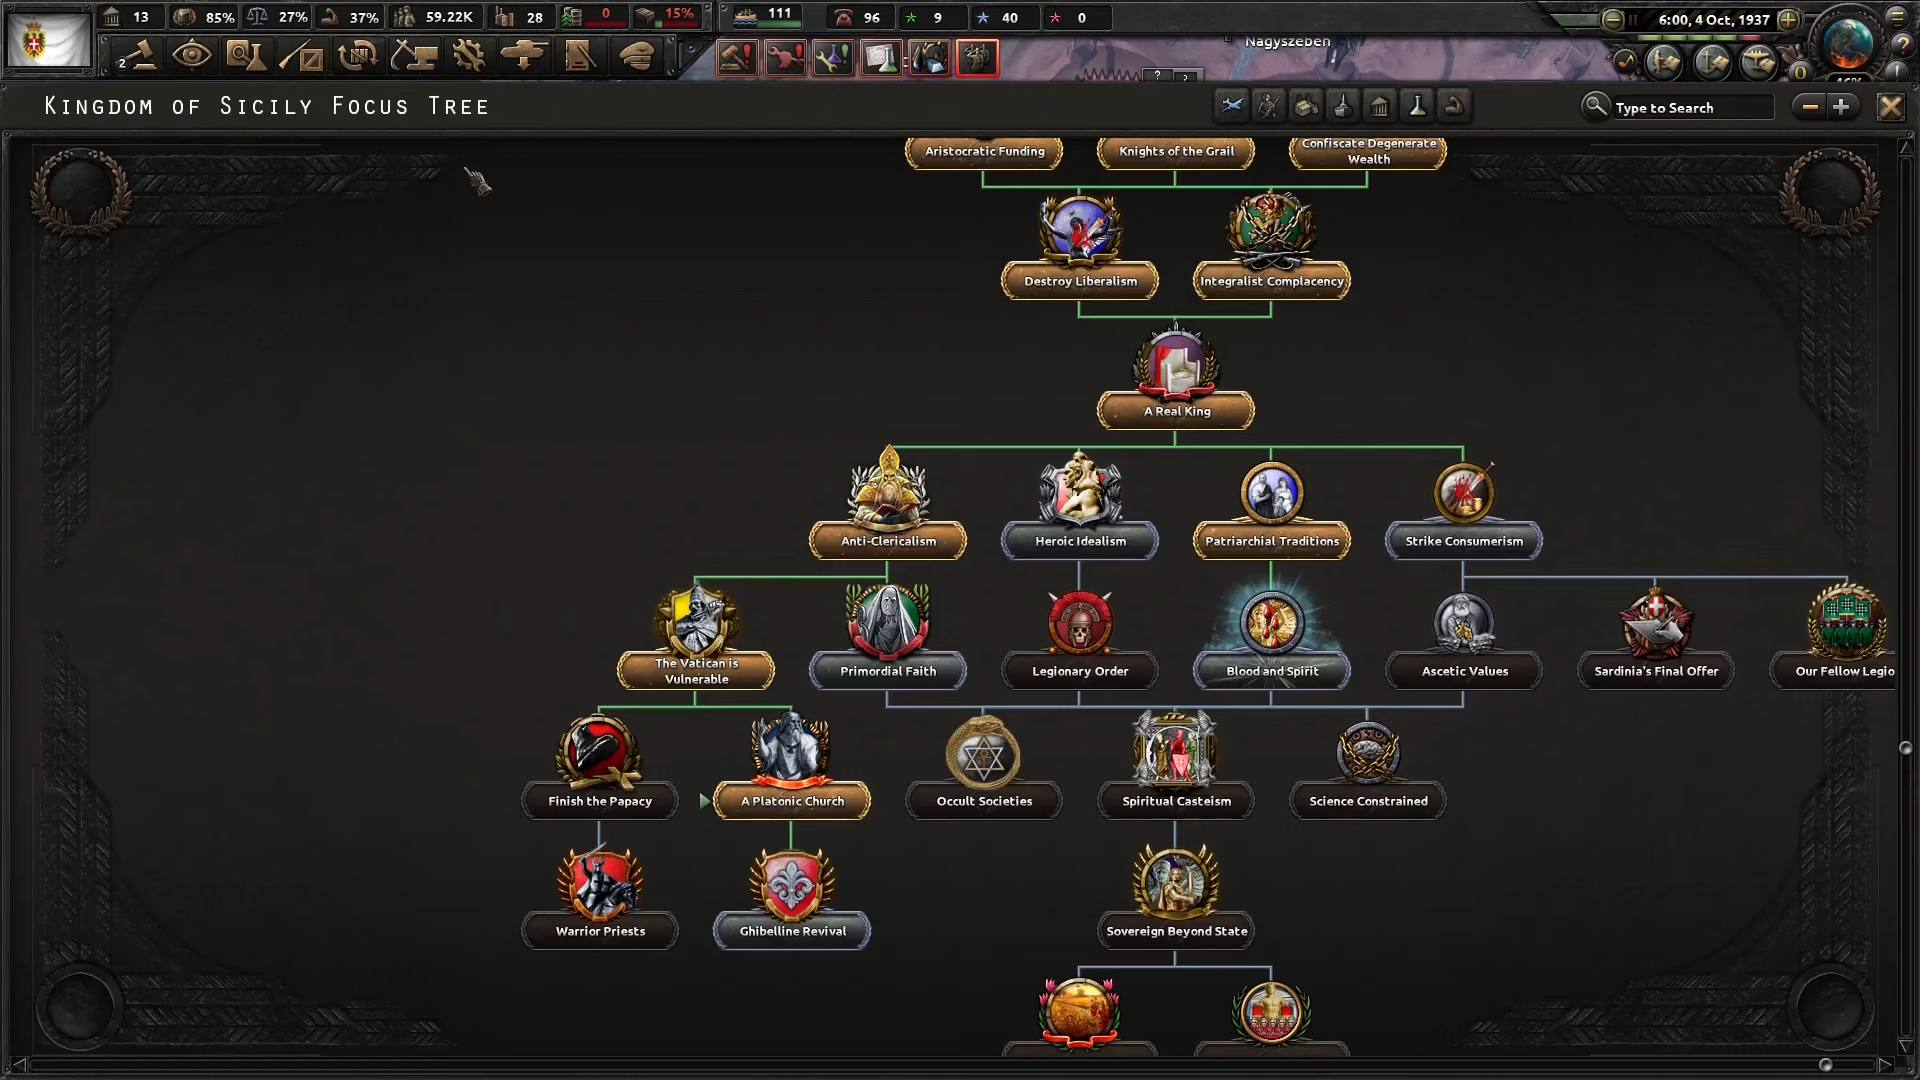 13
85%
27%
37%
59.22K
28
0
15%
111
96
9
40
0
6:00, 4 Oct, 1937
2
Nagyszeben
0
Kingdom of Sicily Focus Tree
Type to Search
Aristocratic Funding
Knights of the Grail
Confiscate Degenerate
Wealth
Destroy Liberalism
Integralist Complacency
A Real King
Anti-Clericalism
Heroic Idealism
Patriarchial Traditions
Strike Consumerism
The Vatican is
Vulnerable
Primordial Faith
Legionary Order
Blood and Spirit
Ascetic Values
Sardinia's Final Offer
Our Fellow Legio
Finish the Papacy
A Platonic Church
Occult Societies
Spiritual Casteism
Science Constrained
Warrior Priests
Ghibelline Revival
Sovereign Beyond State